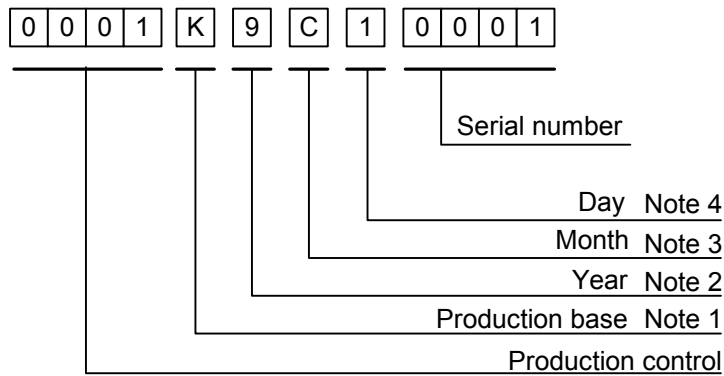 0 0 0 1 K 9 C 1 0 0 0 1
Serial number
Day Note 4
Month Note 3
Year Note 2
Production base Note 1
Production control